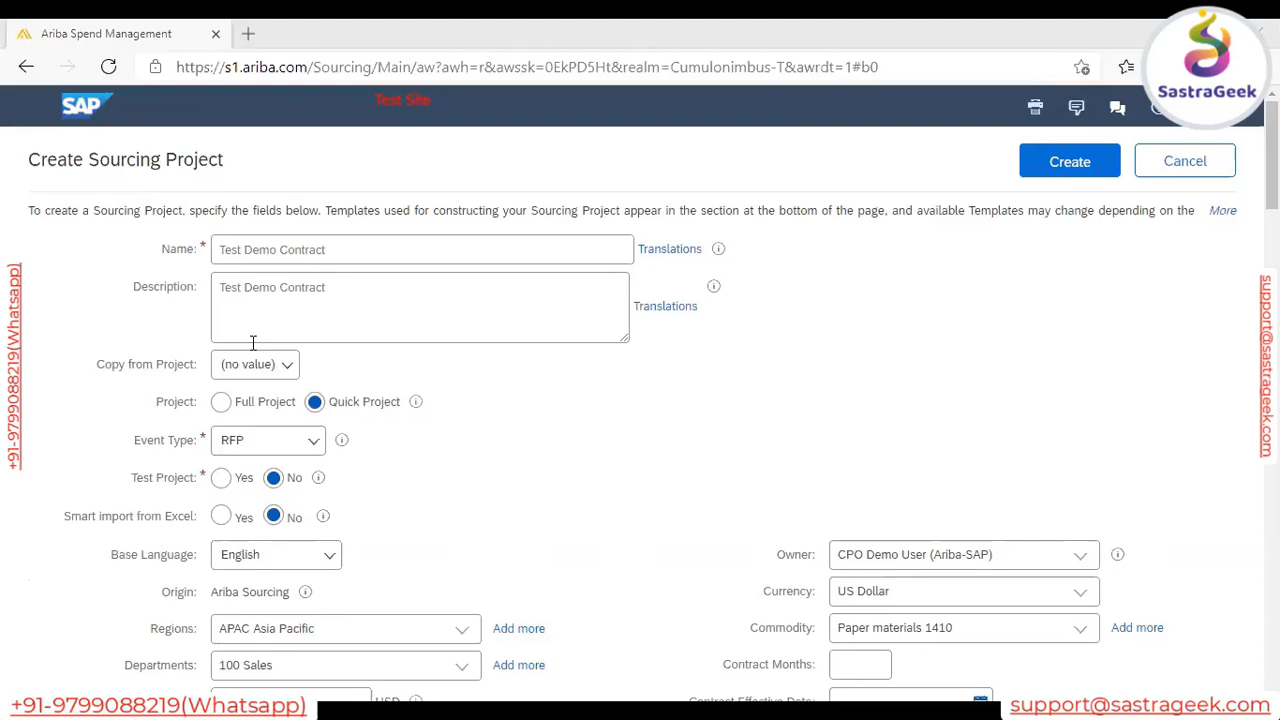 Ariba Spend Management
https://s1.ariba.com/Sourcing/Main/aw?awh=r&awssk=0EkPD5Ht&realm=Cumulonimbus-T&awrdt=1#b0
SastraGeek
SAP
Test Site
Create Sourcing Project
Create
Cancel
To create a Sourcing Project, specify the fields below. Templates used for constructing your Sourcing Project appear in the section at the bottom of the page, and available Templates may change depending on the More
Name: * Test Demo Contract Translations
Description: Test Demo Contract
Translations
Copy from Project: (no value)
Project: Full Project Quick Project
Event Type: * RFP
Test Project: * Yes No
Smart import from Excel: Yes No
Base Language: English Owner: CPO Demo User (Ariba-SAP)
Origin: Ariba Sourcing Currency: US Dollar
Regions: APAC Asia Pacific Add more Commodity: Paper materials 1410 Add more
Departments: 100 Sales Add more Contract Months:
USD Contract Effective Date:
+91-9799088219(Whatsapp)
support@sastrageek.com
+91-9799088219(Whatsapp)
support@sastrageek.com